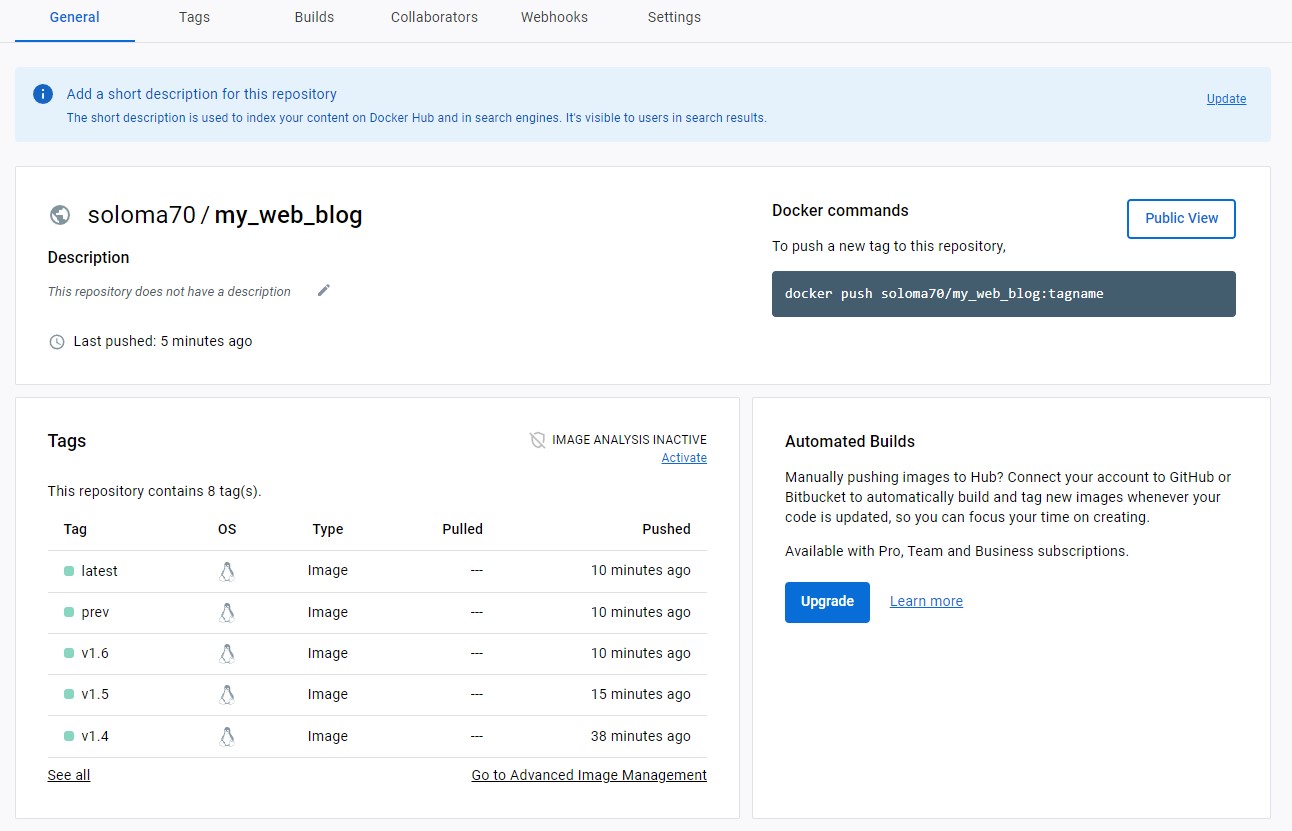 General Tags Builds Collaborators Webhooks Settings
Add a short description for this repository
The short description is used to index your content on Docker Hub and in search engines. It's visible to users in search results.
Update
soloma70 / my_web_blog
Description
This repository does not have a description
Last pushed: 5 minutes ago
Docker commands
Public View
To push a new tag to this repository,
docker push soloma70/my_web_blog:tagname
Tags
IMAGE ANALYSIS INACTIVE
Activate
This repository contains 8 tag(s).
Tag OS Type Pulled Pushed
latest Image --- 10 minutes ago
prev Image --- 10 minutes ago
v1.6 Image --- 10 minutes ago
v1.5 Image --- 15 minutes ago
v1.4 Image --- 38 minutes ago
See all Go to Advanced Image Management
Automated Builds
Manually pushing images to Hub? Connect your account to GitHub or
Bitbucket to automatically build and tag new images whenever your
code is updated, so you can focus your time on creating.
Available with Pro, Team and Business subscriptions.
Upgrade Learn more